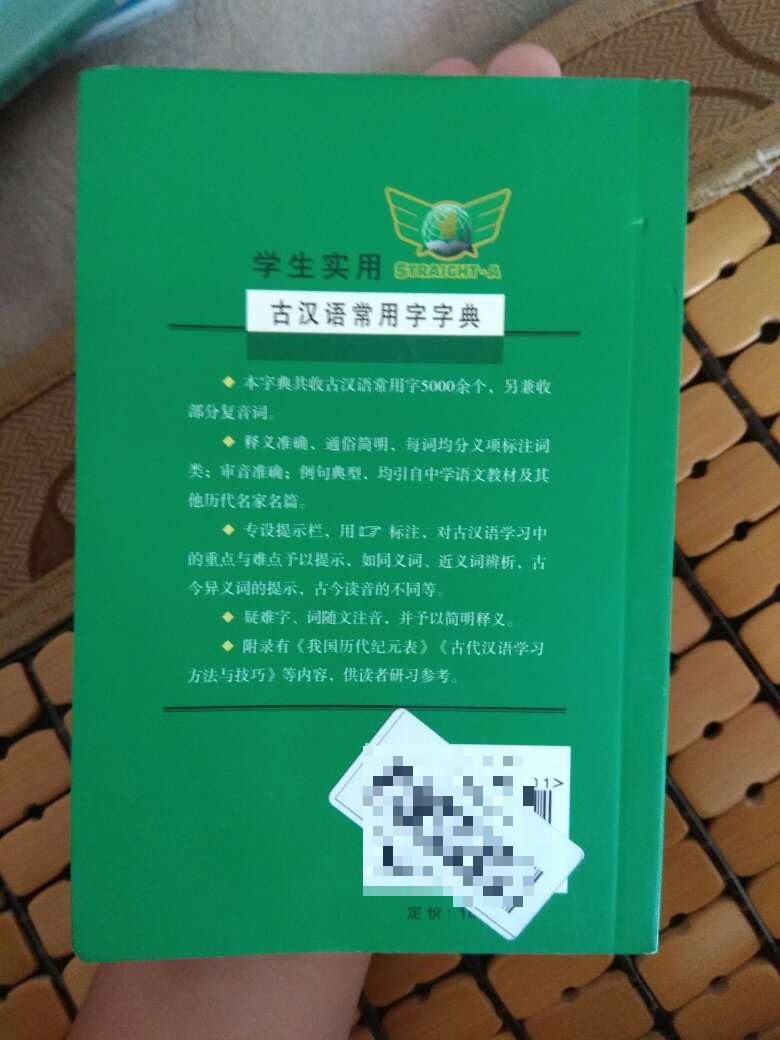 学生实用
STRAIGHT-A
古汉语常用字字典
◆ 本字典共收古汉语常用字5000余个，另兼收
部分复音词。
◆ 释义准确、通俗简明，每词均分义项标注词
类；审音准确；例句典型，均引自中学语文教材及其
他历代名家名篇。
◆ 专设提示栏，用☞标注，对古汉语学习中
的重点与难点予以提示，如同义词、近义词辨析，古
今异义词的提示，古今读音的不同等。
◆ 疑难字、词随文注音，并予以简明释义。
◆ 附录有《我国历代纪元表》《古代汉语学习
方法与技巧》等内容，供读者研习参考。
01>
定价：